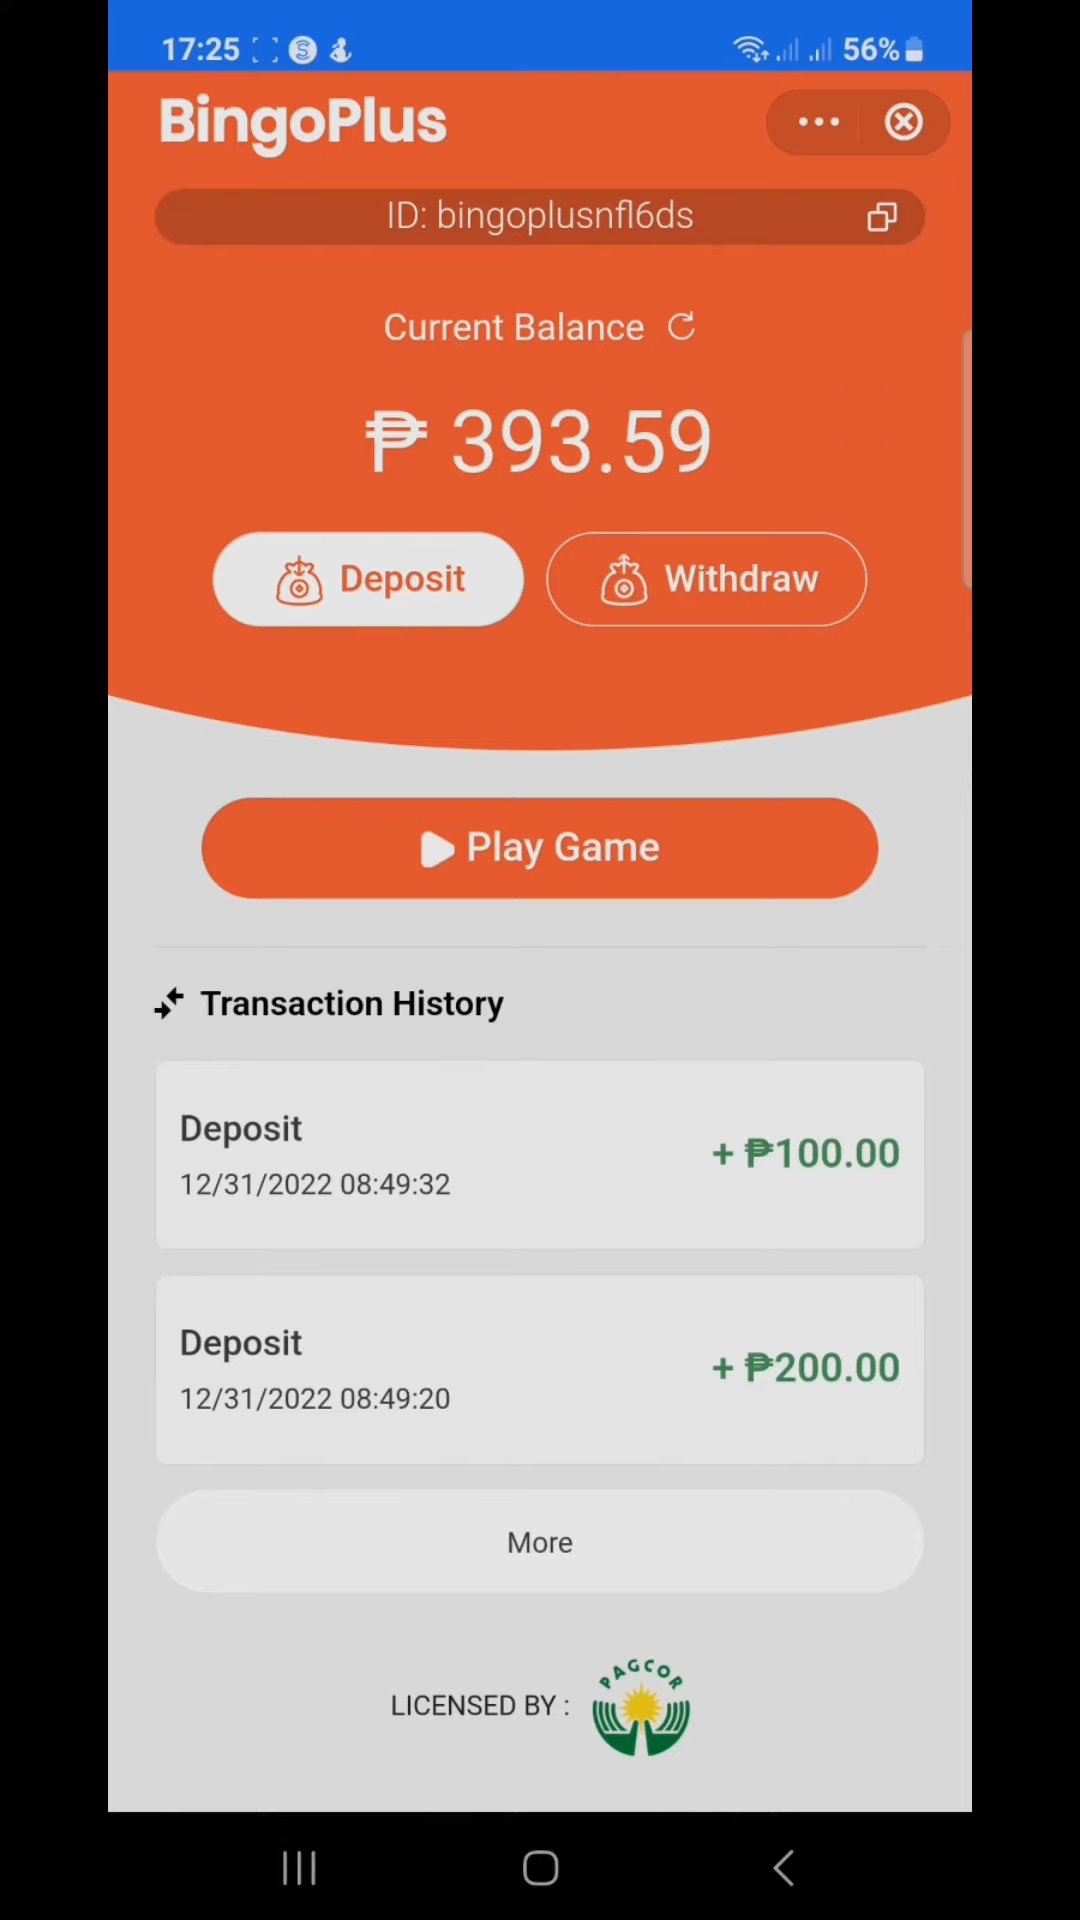 17:25
56%
BingoPlus
ID: bingoplusnfl6ds
Current Balance
₱ 393.59
Deposit
Withdraw
Play Game
Transaction History
Deposit
+ ₱100.00
12/31/2022 08:49:32
Deposit
+ ₱200.00
12/31/2022 08:49:20
More
LICENSED BY :
PAGCOR